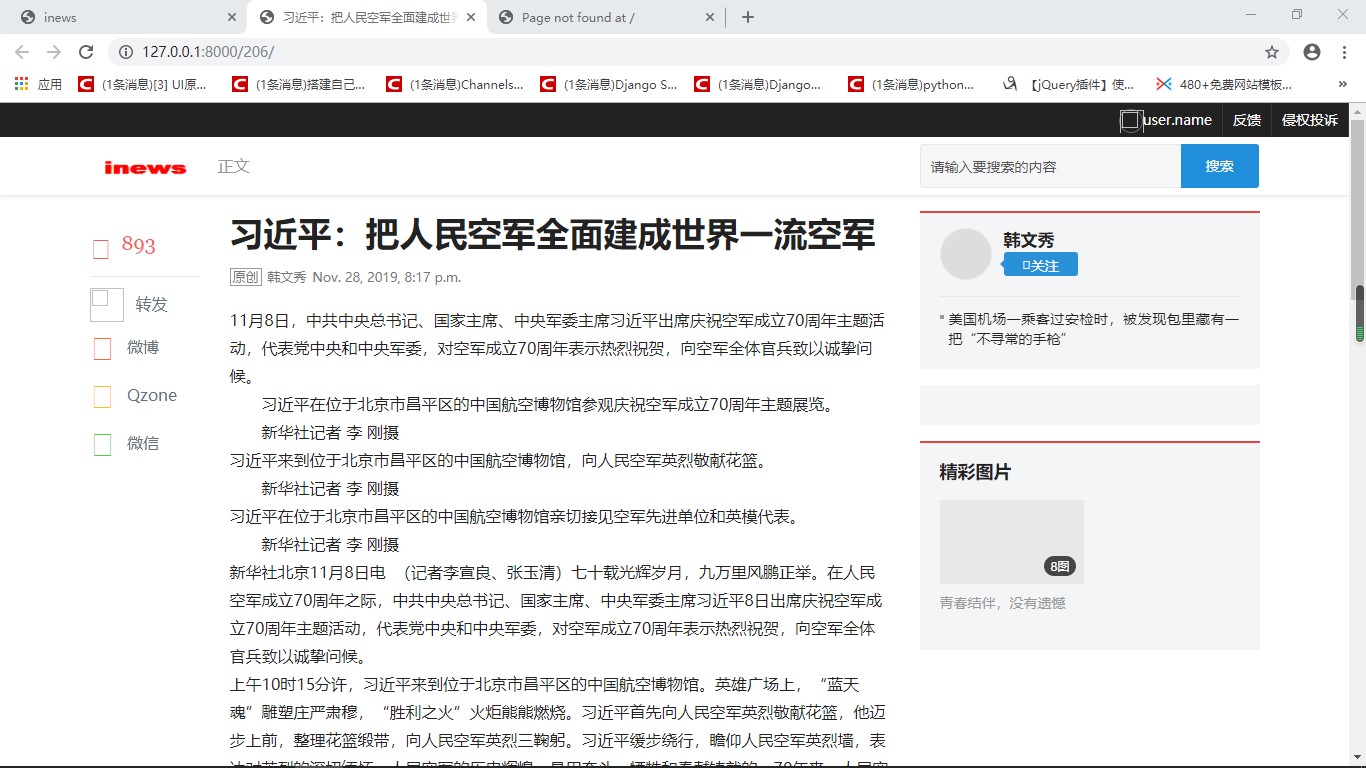 inews
习近平：把人民空军全面建成世界
Page not found at /
127.0.0.1:8000/206/
应用
(1条消息)[3] UI原...
(1条消息)搭建自己...
(1条消息)Channels...
(1条消息)Django S...
(1条消息)Django...
(1条消息)python...
【jQuery插件】使...
480+免费网站模板...
»
user.name
反馈
侵权投诉
inews
正文
请输入要搜索的内容
搜索
893
转发
微博
Qzone
微信
习近平：把人民空军全面建成世界一流空军
原创 韩文秀 Nov. 28, 2019, 8:17 p.m.
11月8日，中共中央总书记、国家主席、中央军委主席习近平出席庆祝空军成立70周年主题活
动，代表党中央和中央军委，对空军成立70周年表示热烈祝贺，向空军全体官兵致以诚挚问
候。
习近平在位于北京市昌平区的中国航空博物馆参观庆祝空军成立70周年主题展览。
新华社记者 李 刚摄
习近平来到位于北京市昌平区的中国航空博物馆，向人民空军英烈敬献花篮。
新华社记者 李 刚摄
习近平在位于北京市昌平区的中国航空博物馆亲切接见空军先进单位和英模代表。
新华社记者 李 刚摄
新华社北京11月8日电 （记者李宣良、张玉清）七十载光辉岁月，九万里风鹏正举。在人民
空军成立70周年之际，中共中央总书记、国家主席、中央军委主席习近平8日出席庆祝空军成
立70周年主题活动，代表党中央和中央军委，对空军成立70周年表示热烈祝贺，向空军全体
官兵致以诚挚问候。
上午10时15分许，习近平来到位于北京市昌平区的中国航空博物馆。英雄广场上，“蓝天
魂”雕塑庄严肃穆，“胜利之火”火炬熊熊燃烧。习近平首先向人民空军英烈敬献花篮，他迈
步上前，整理花篮缎带，向人民空军英烈三鞠躬。习近平缓步绕行，瞻仰人民空军英烈墙，表
韩文秀
关注
美国机场一乘客过安检时，被发现包里藏有一
把“不寻常的手枪”
精彩图片
8图
青春结伴，没有遗憾